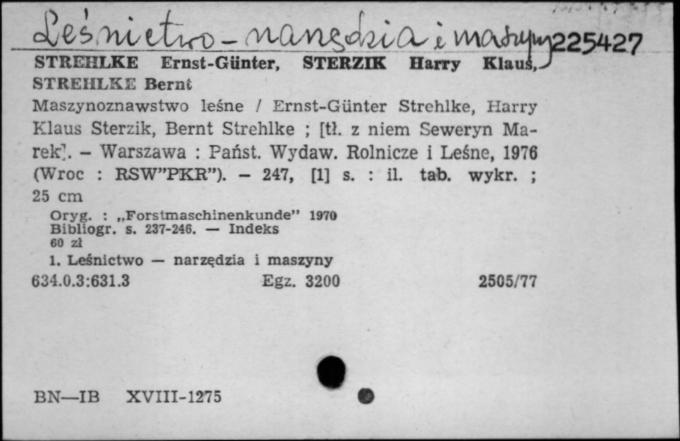 Leśnictwo – narzędzia i maszyny 225427
STREHLKE Ernst-Günter, STERZIK Harry Klaus,
STREHLKE Bernt
Maszynoznawstwo leśne / Ernst-Günter Strehlke, Harry
Klaus Sterzik, Bernt Strehlke ; [tł. z niem Seweryn Ma-
rek]. – Warszawa : Państ. Wydaw. Rolnicze i Leśne, 1976
(Wroc : RSW"PKR"). – 247, [1] s. : il. tab. wykr. ;
25 cm
Oryg. : „Forstmaschinenkunde" 1970
Bibliogr. s. 237-246. — Indeks
60 zł
1. Leśnictwo — narzędzia i maszyny
634.0.3:631.3 Egz. 3200 2505/77
BN—IB XVIII-1275